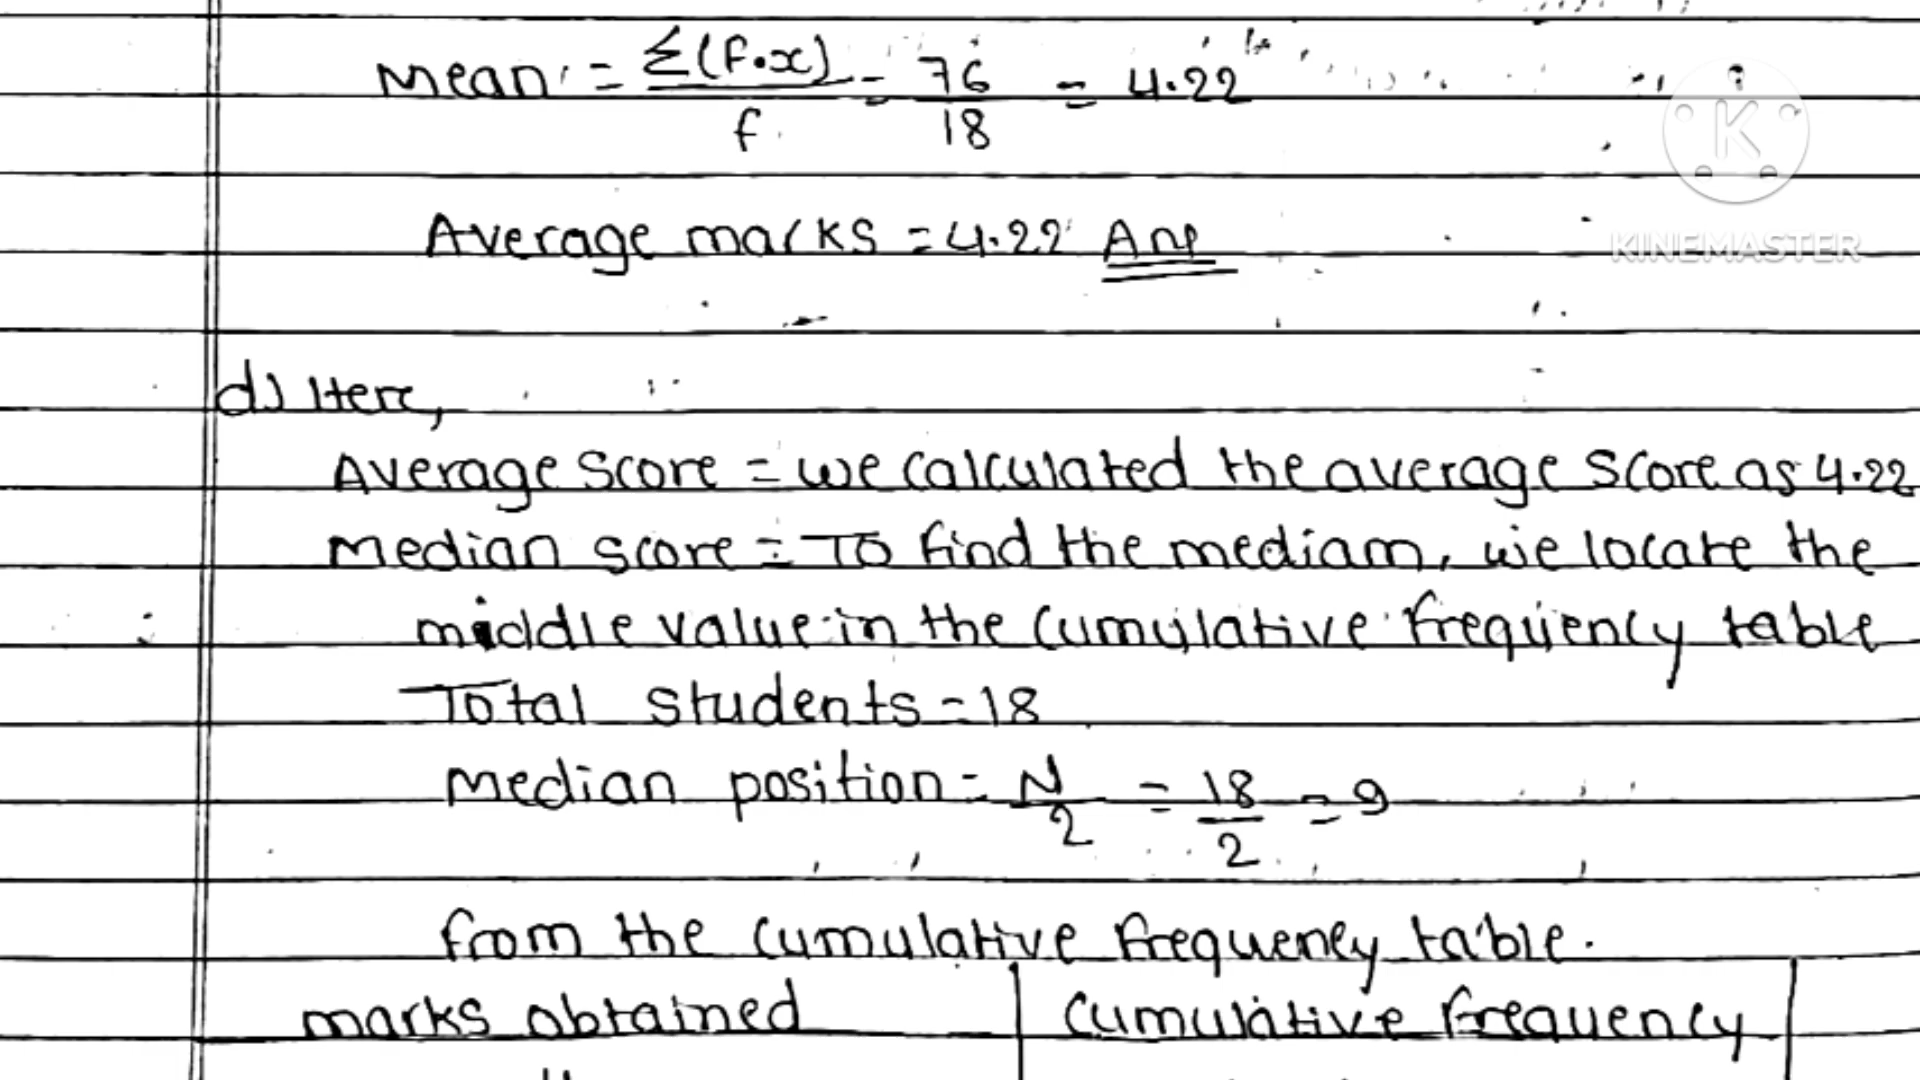 Mean = Σ(f.x) / f = 76 / 18 = 4.22
K
Average marks = 4.22 Ans
KINEMASTER
d) Here,
Average score = we calculated the average score as 4.22
Median score = To find the mediam, we locate the
middle value in the cumulative frequency table
Total students = 18
Median position = N / 2 = 18 / 2 = 9
from the cumulative frequency table.
marks obtained | cumulative frequency